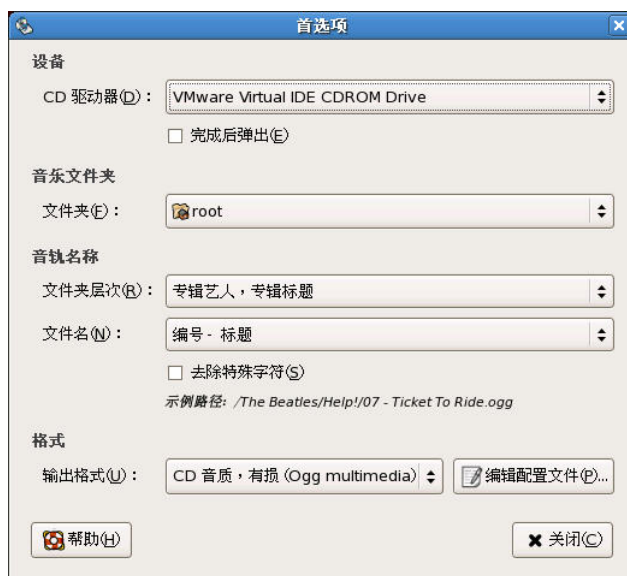 首选项
设备
CD 驱动器(D)： VMware Virtual IDE CDROM Drive
完成后弹出(E)
音乐文件夹
文件夹(F)： root
音轨名称
文件夹层次(R)： 专辑艺人，专辑标题
文件名(N)： 编号 - 标题
去除特殊字符(S)
示例路径: /The Beatles/Help!/07 - Ticket To Ride.ogg
格式
输出格式(U)： CD 音质，有损 (Ogg multimedia) 编辑配置文件(P)...
帮助(H) 关闭(C)